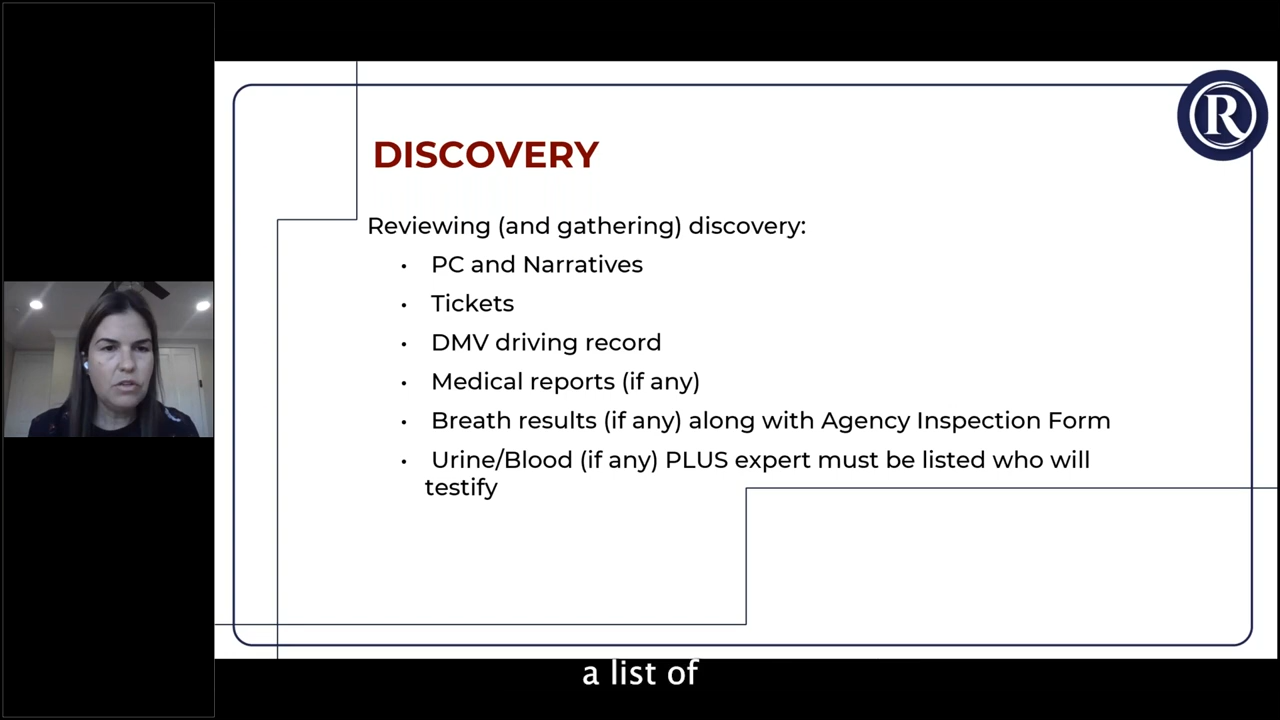 R
DISCOVERY
Reviewing (and gathering) discovery:
• PC and Narratives
• Tickets
• DMV driving record
• Medical reports (if any)
• Breath results (if any) along with Agency Inspection Form
• Urine/Blood (if any) PLUS expert must be listed who will
testify
a list of